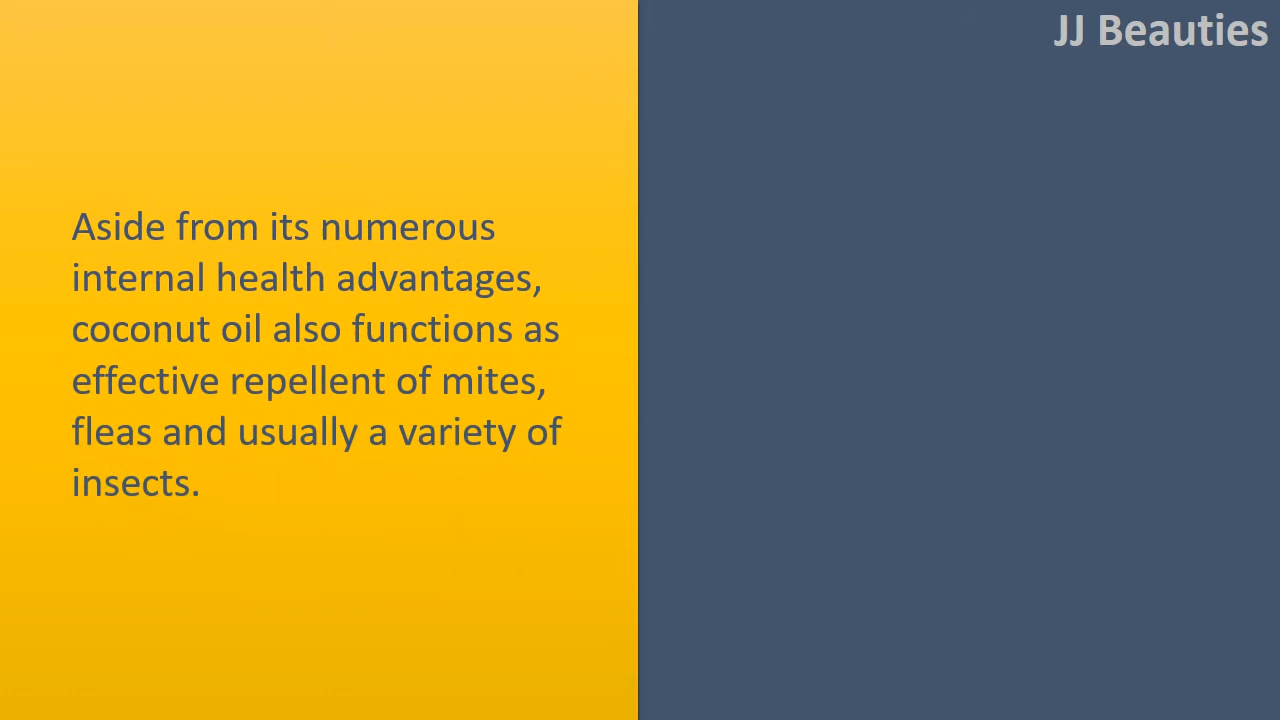 JJ Beauties
Aside from its numerous
internal health advantages,
coconut oil also functions as
effective repellent of mites,
fleas and usually a variety of
insects.